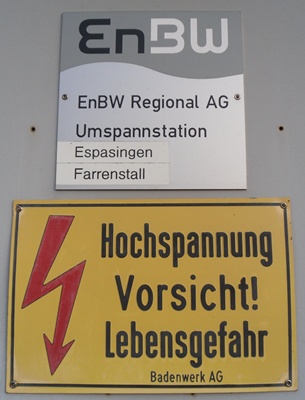 EnBW
EnBW Regional AG
Umspannstation
Espasingen
Farrenstall
Hochspannung
Vorsicht!
Lebensgefahr
Badenwerk AG